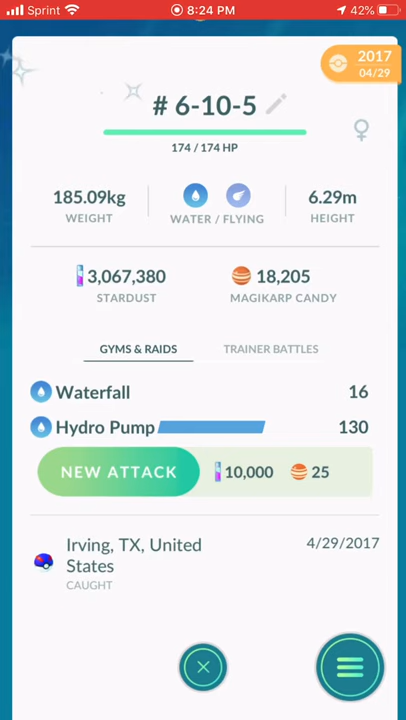 Sprint 8:24 PM 42%
2017
04/29
# 6-10-5
174 / 174 HP
185.09kg WATER / FLYING 6.29m
WEIGHT HEIGHT
3,067,380 18,205
STARDUST MAGIKARP CANDY
GYMS & RAIDS TRAINER BATTLES
Waterfall 16
Hydro Pump 130
NEW ATTACK 10,000 25
Irving, TX, United 4/29/2017
States
CAUGHT